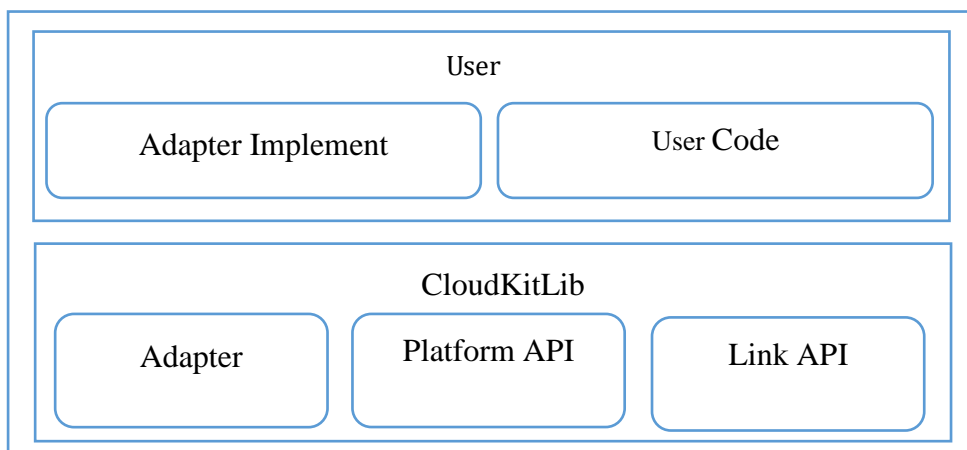 User
Adapter Implement
User Code
CloudKitLib
Adapter
Platform API
Link API